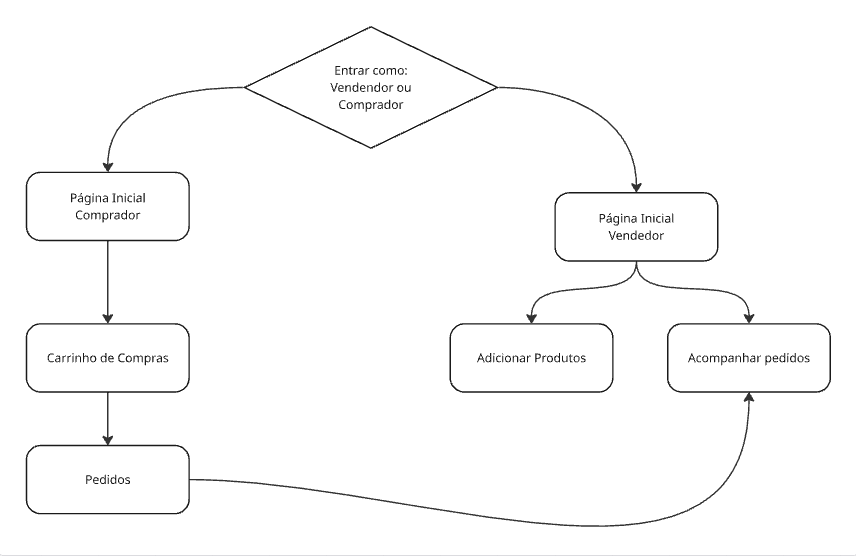 Entrar como:
Vendendor ou
Comprador
Página Inicial
Comprador
Página Inicial
Vendedor
Carrinho de Compras
Adicionar Produtos
Acompanhar pedidos
Pedidos